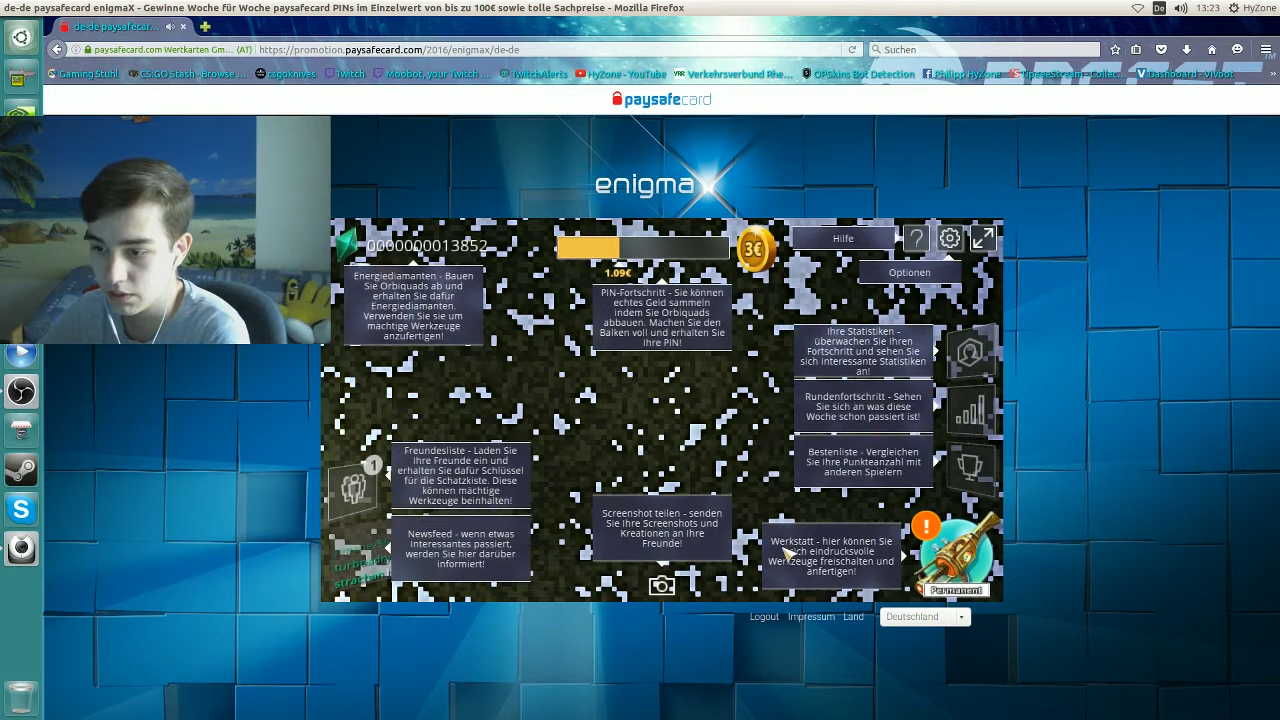 de-de paysafecard enigmaX - Gewinne Woche für Woche paysafecard PINs im Einzelwert von bis zu 100€ sowie tolle Sachpreise - Mozilla Firefox
De
13:23
HyZone
de-de paysafecar...
paysafecard.com Wertkarten Gm... (AT)
https://promotion.paysafecard.com/2016/enigmax/de-de
Suchen
Gaming Stuhl
CS:GO Stash - Browse ...
csgoknives
Twitch
Moobot, your Twitch ...
TwitchAlerts
HyZone - YouTube
Verkehrsverbund Rhe...
OPSkins Bot Detection
Philipp HyZone
TipeeeStream - Collec...
Dashboard - Vivbot
paysafecard
enigma X
0000000013852
3€
1.09€
Hilfe
?
Optionen
Energiediamanten - Bauen
Sie Orbiquads ab und
erhalten Sie dafür
Energiediamanten.
Verwenden Sie sie um
mächtige Werkzeuge
anzufertigen!
PIN-Fortschritt - Sie können
echtes Geld sammeln
indem Sie Orbiquads
abbauen. Machen Sie den
Balken voll und erhalten Sie
Ihre PIN!
Ihre Statistiken -
überwachen Sie Ihren
Fortschritt und sehen Sie
sich interessante Statistiken
an!
Rundenfortschritt - Sehen
Sie sich an was diese
Woche schon passiert ist!
Bestenliste - Vergleichen
Sie Ihre Punkteanzahl mit
anderen Spielern
1
Freundesliste - Laden Sie
Ihre Freunde ein und
erhalten Sie dafür Schlüssel
für die Schatzkiste. Diese
können mächtige
Werkzeuge beinhalten!
Newsfeed - wenn etwas
Interessantes passiert,
werden Sie hier darüber
informiert!
Screenshot teilen - senden
Sie Ihre Screenshots und
Kreationen an Ihre
Freunde!
Werkstatt - hier können Sie
sich eindrucksvolle
Werkzeuge freischalten und
anfertigen!
!
Permanent
Logout
Impressum
Land
Deutschland